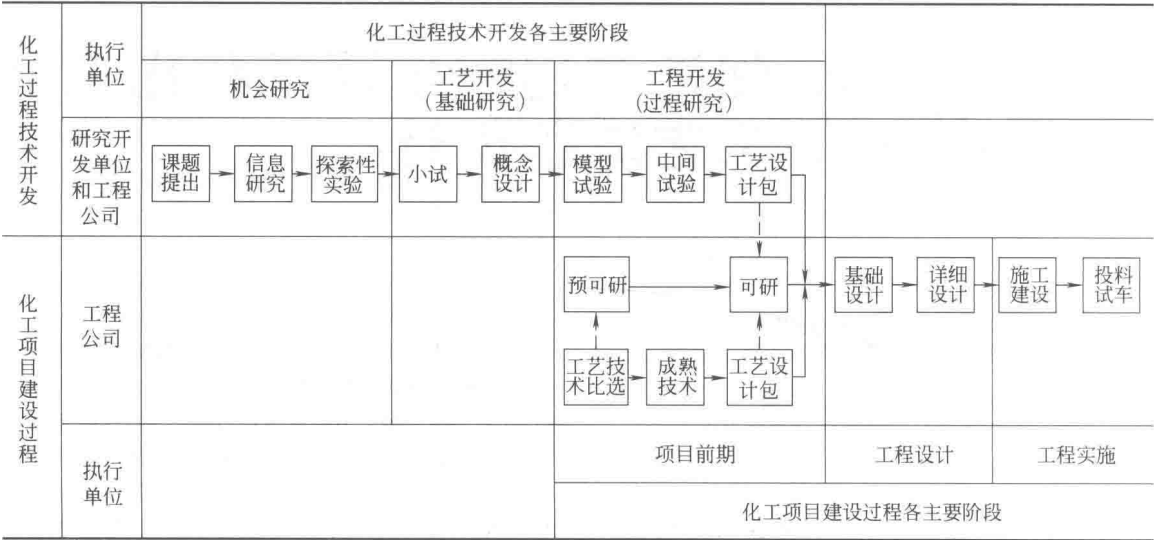 化工过程技术开发
执行
单位
化工过程技术开发各主要阶段
机会研究
工艺开发
(基础研究)
工程开发
(过程研究)
研究开
发单位
和工程
公司
课题
提出
信息
研究
探索性
实验
小试
概念
设计
模型
试验
中间
试验
工艺设
计包
化工项目建设过程
工程
公司
预可研
可研
基础
设计
详细
设计
施工
建设
投料
试车
工艺技
术比选
成熟
技术
工艺设
计包
执行
单位
项目前期
工程设计
工程实施
化工项目建设过程各主要阶段